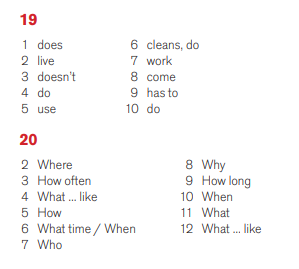 19
1 does
2 live
3 doesn't
4 do
5 use
6 cleans, do
7 work
8 come
9 has to
10 do
20
2 Where
3 How often
4 What ... like
5 How
6 What time / When
7 Who
8 Why
9 How long
10 When
11 What
12 What ... like